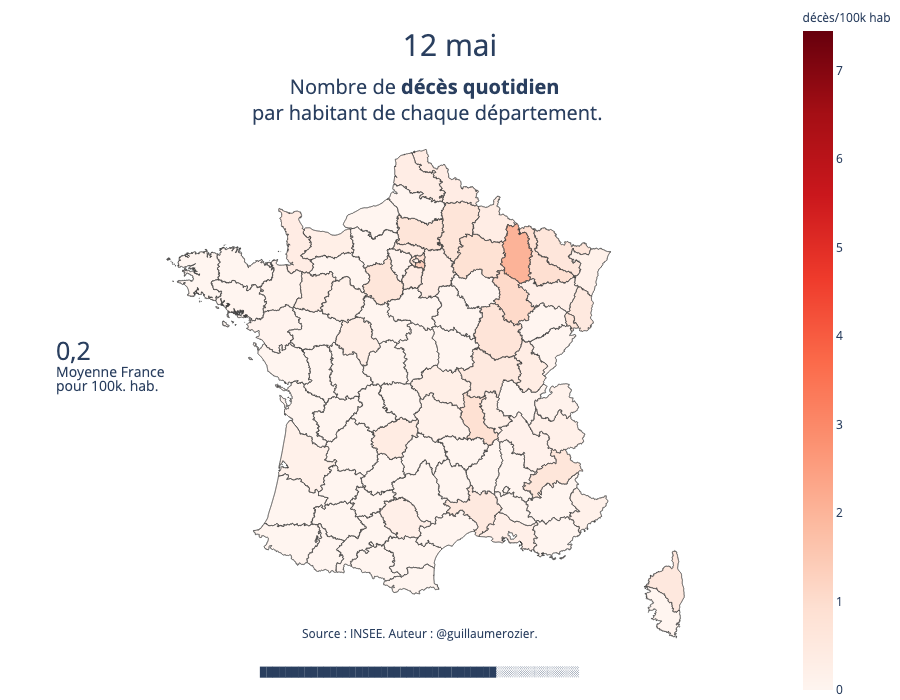 décès/100k hab
12 mai
Nombre de décès quotidien
par habitant de chaque département.
7
6
5
4
3
2
1
0
0,2
Moyenne France
pour 100k. hab.
Source : INSEE. Auteur : @guillaumerozier.